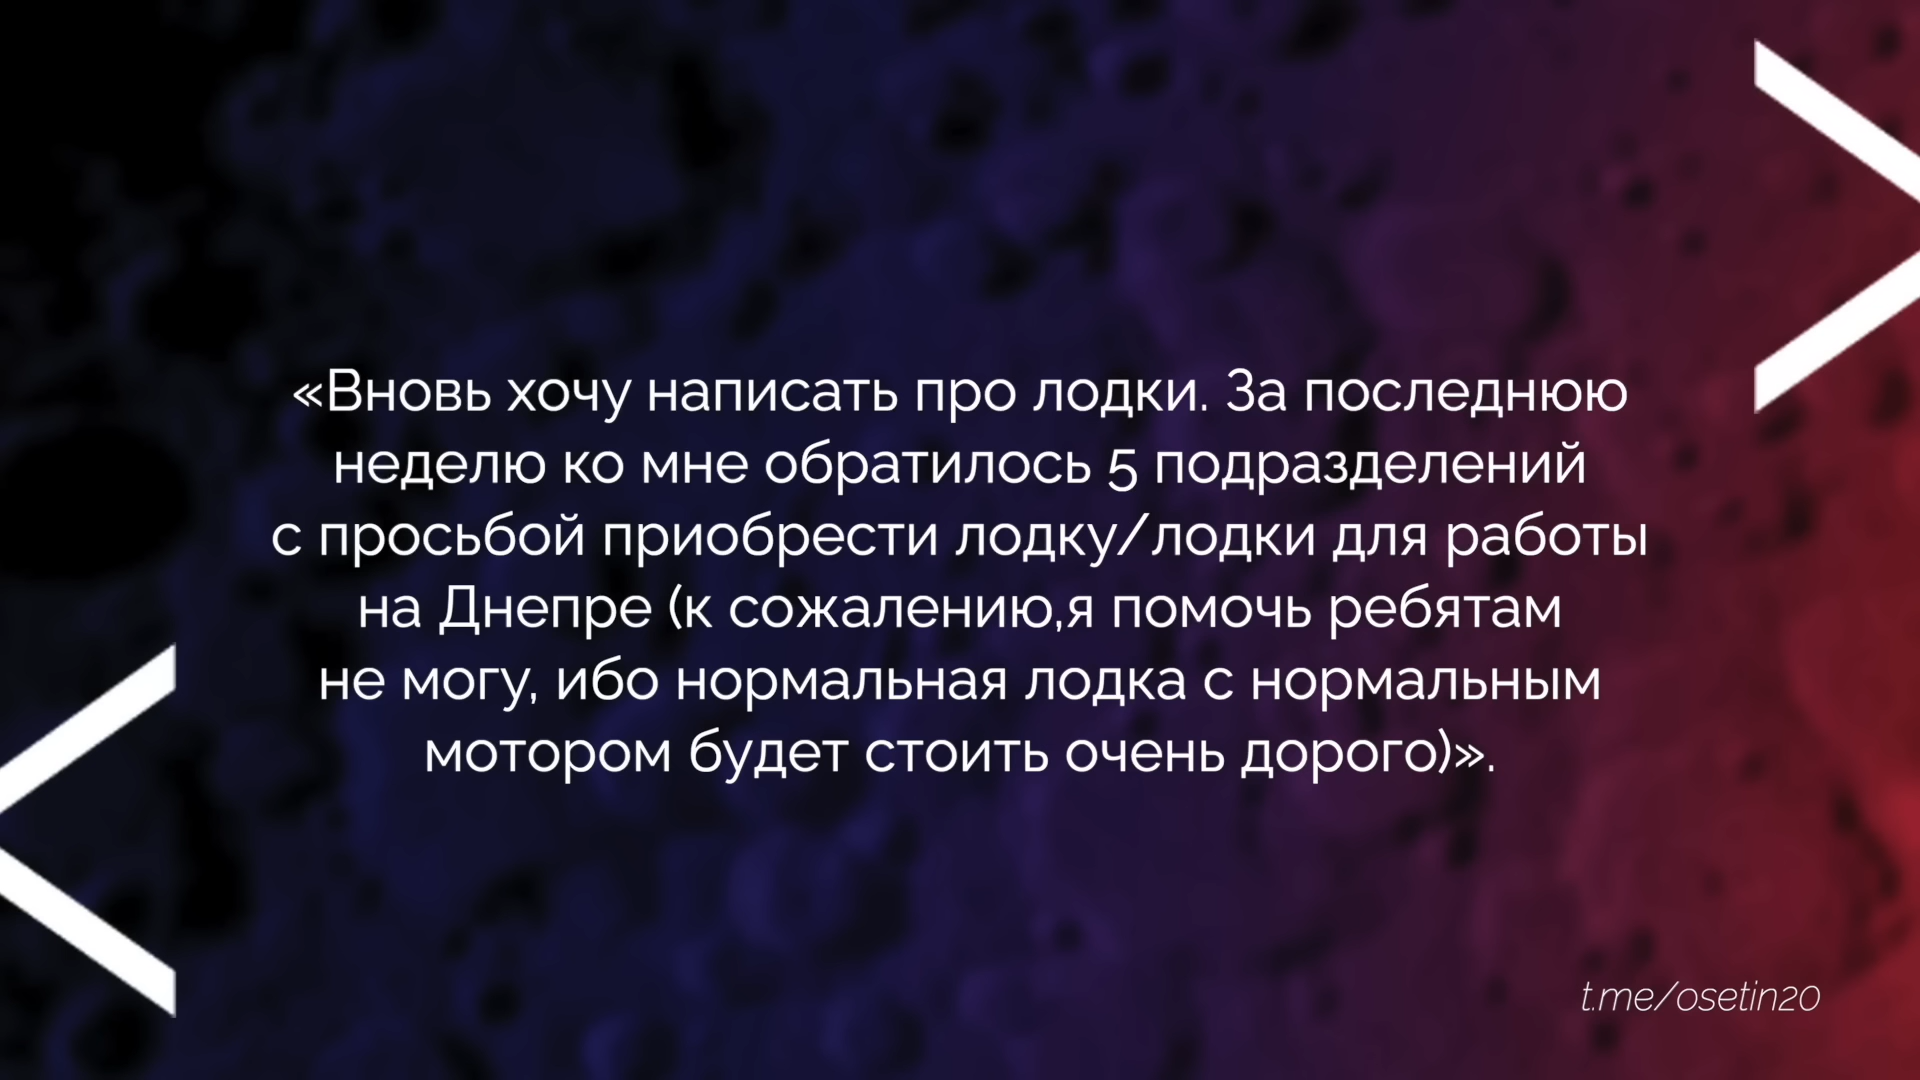 «Вновь хочу написать про лодки. За последнюю
неделю ко мне обратилось 5 подразделений
с просьбой приобрести лодку/лодки для работы
на Днепре (к сожалению,я помочь ребятам
не могу, ибо нормальная лодка с нормальным
мотором будет стоить очень дорого)».
t.me/osetin20